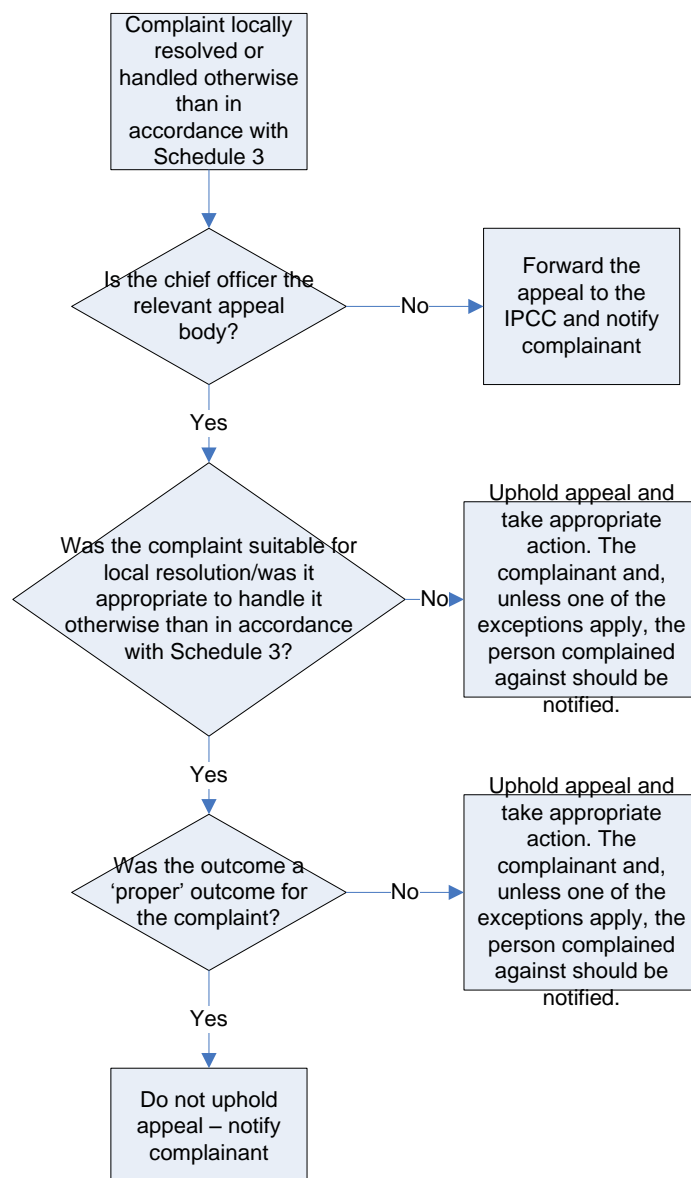 Complaint locally
resolved or
handled otherwise
than in
accordance with
Schedule 3
Is the chief officer the
relevant appeal
body?
No
Forward the
appeal to the
IPCC and notify
complainant
Yes
Was the complaint suitable for
local resolution/was it
appropriate to handle it
otherwise than in accordance
with Schedule 3?
No
Uphold appeal and
take appropriate
action. The
complainant and,
unless one of the
exceptions apply, the
person complained
against should be
notified.
Yes
Was the outcome a
‘proper’ outcome for
the complaint?
No
Uphold appeal and
take appropriate
action. The
complainant and,
unless one of the
exceptions apply, the
person complained
against should be
notified.
Yes
Do not uphold
appeal – notify
complainant